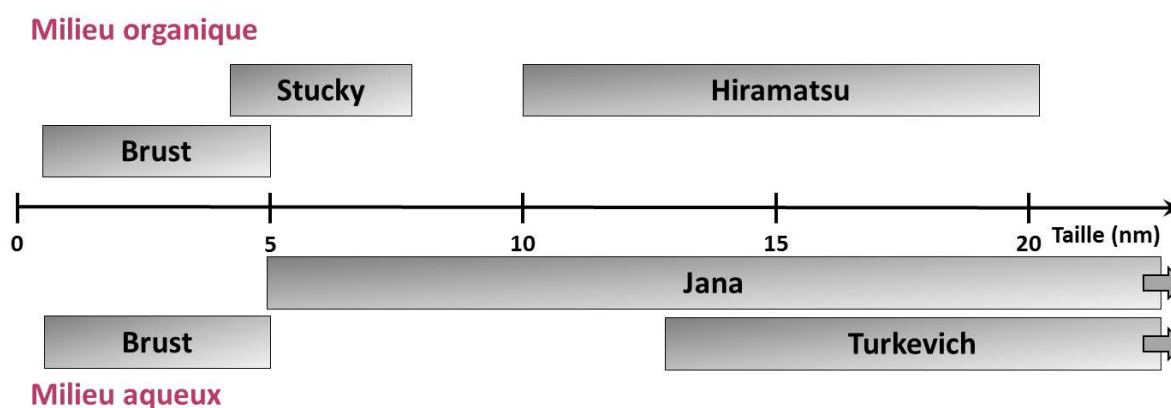 Milieu organique
Stucky
Hiramatsu
Brust
0 5 10 15 20 Taille (nm)
Jana
Brust
Turkevich
Milieu aqueux